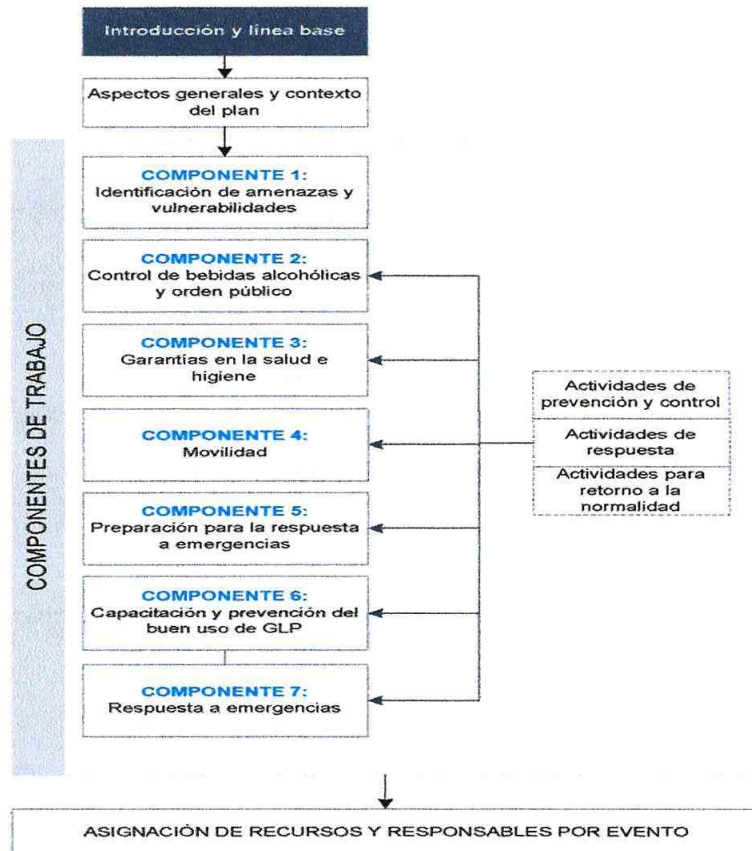 Introducción y línea base
Aspectos generales y contexto
del plan
COMPONENTES DE TRABAJO
COMPONENTE 1:
Identificación de amenazas y
vulnerabilidades
COMPONENTE 2:
Control de bebidas alcohólicas
y orden público
COMPONENTE 3:
Garantías en la salud e
higiene
COMPONENTE 4:
Movilidad
COMPONENTE 5:
Preparación para la respuesta
a emergencias
COMPONENTE 6:
Capacitación y prevención del
buen uso de GLP
COMPONENTE 7:
Respuesta a emergencias
Actividades de
prevención y control
Actividades de
respuesta
Actividades para
retorno a la
normalidad
ASIGNACIÓN DE RECURSOS Y RESPONSABLES POR EVENTO